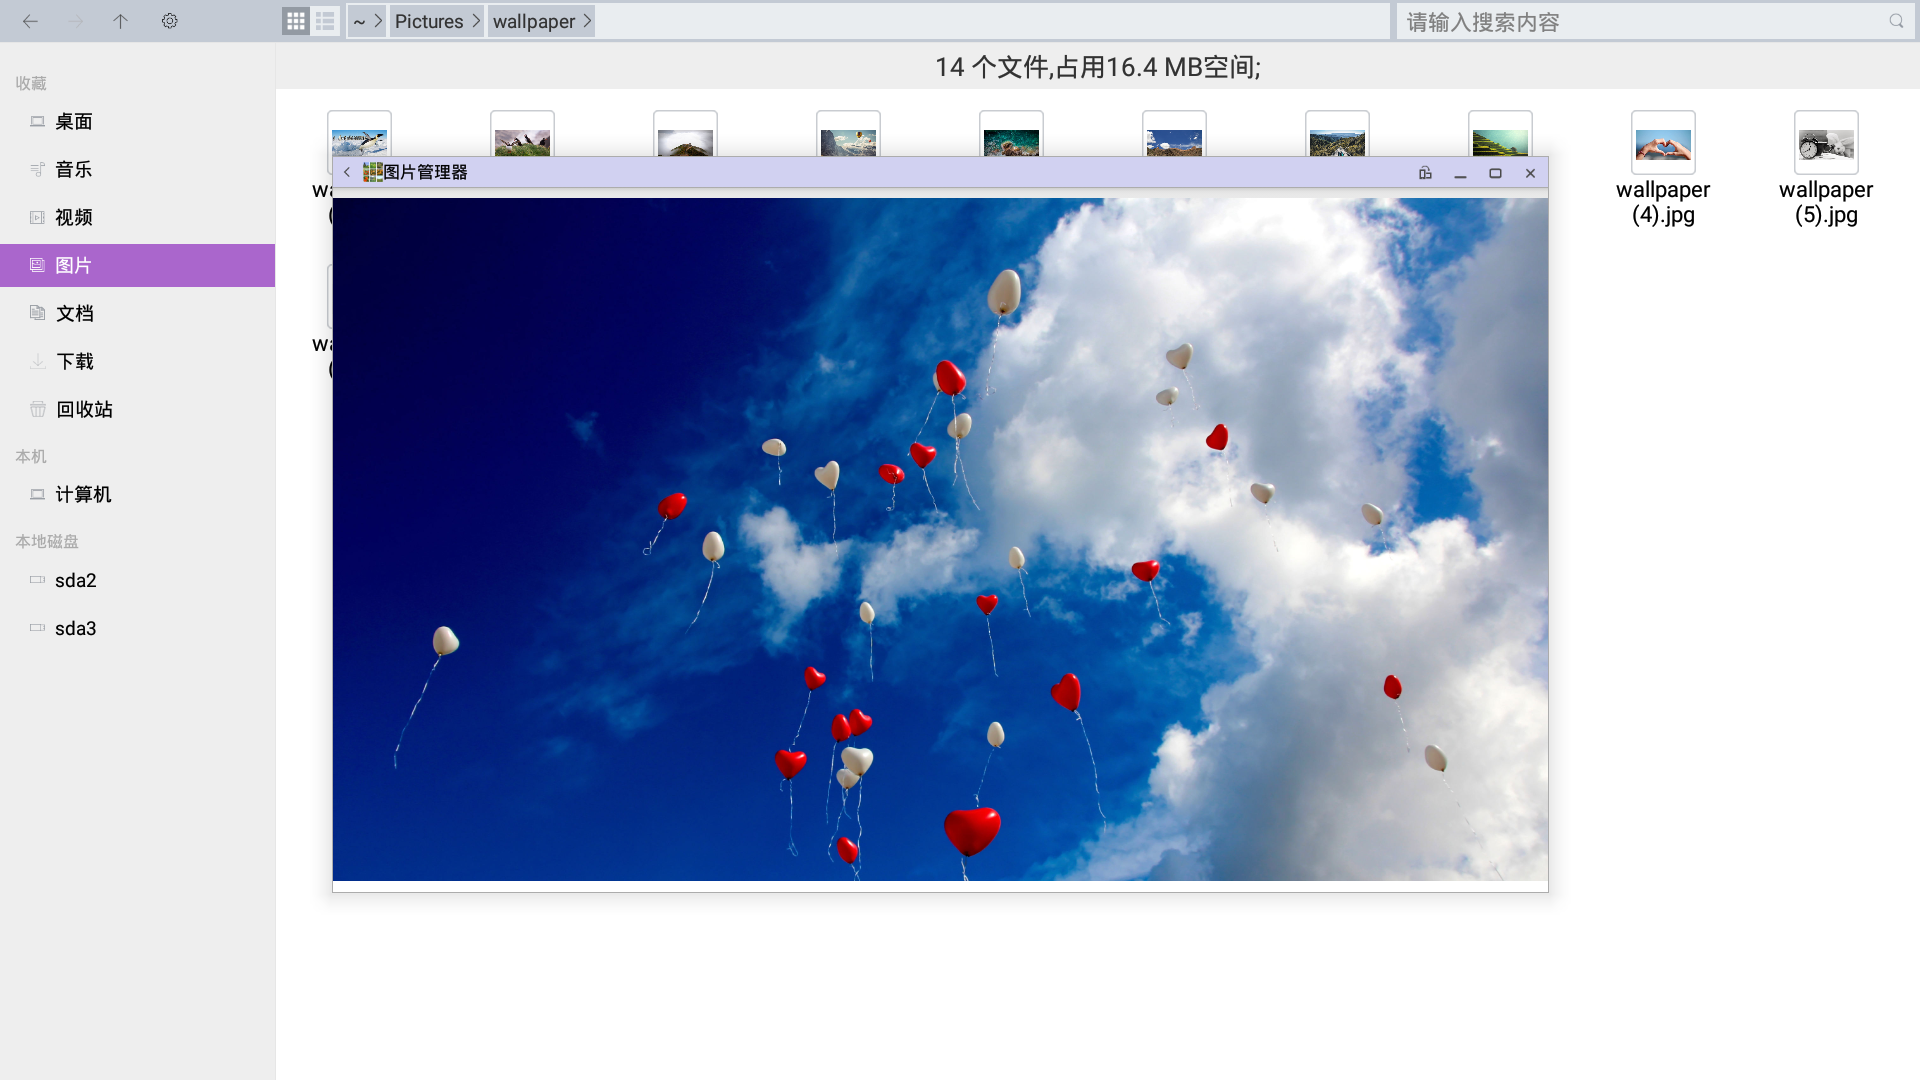 ~
Pictures
wallpaper
请输入搜索内容
14 个文件,占用16.4 MB空间;
收藏
桌面
音乐
视频
图片
文档
下载
回收站
本机
计算机
本地磁盘
sda2
sda3
图片管理器
wallpaper
(4).jpg
wallpaper
(5).jpg